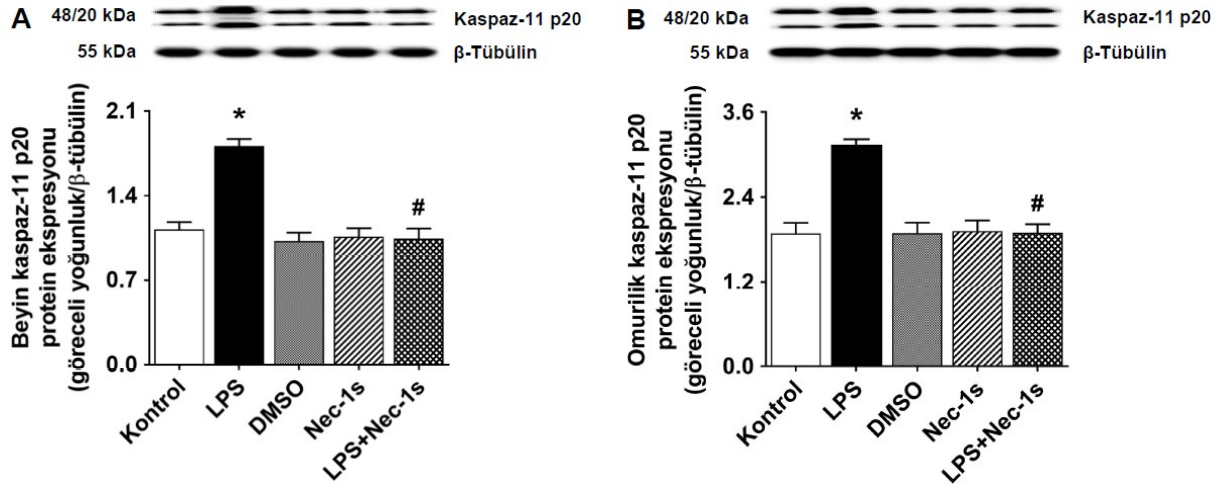 A
48/20 kDa
Kaspaz-11 p20
55 kDa
β-Tübülin
Beyin kaspaz-11 p20
protein ekspresyonu
(göreceli yoğunluk/β-tübülin)
2.1
1.4
0.7
0.0
*
#
Kontrol
LPS
DMSO
Nec-1s
LPS+Nec-1s
B
48/20 kDa
Kaspaz-11 p20
55 kDa
β-Tübülin
Omurilik kaspaz-11 p20
protein ekspresyonu
(göreceli yoğunluk/β-tübülin)
3.6
2.4
1.2
0.0
*
#
Kontrol
LPS
DMSO
Nec-1s
LPS+Nec-1s